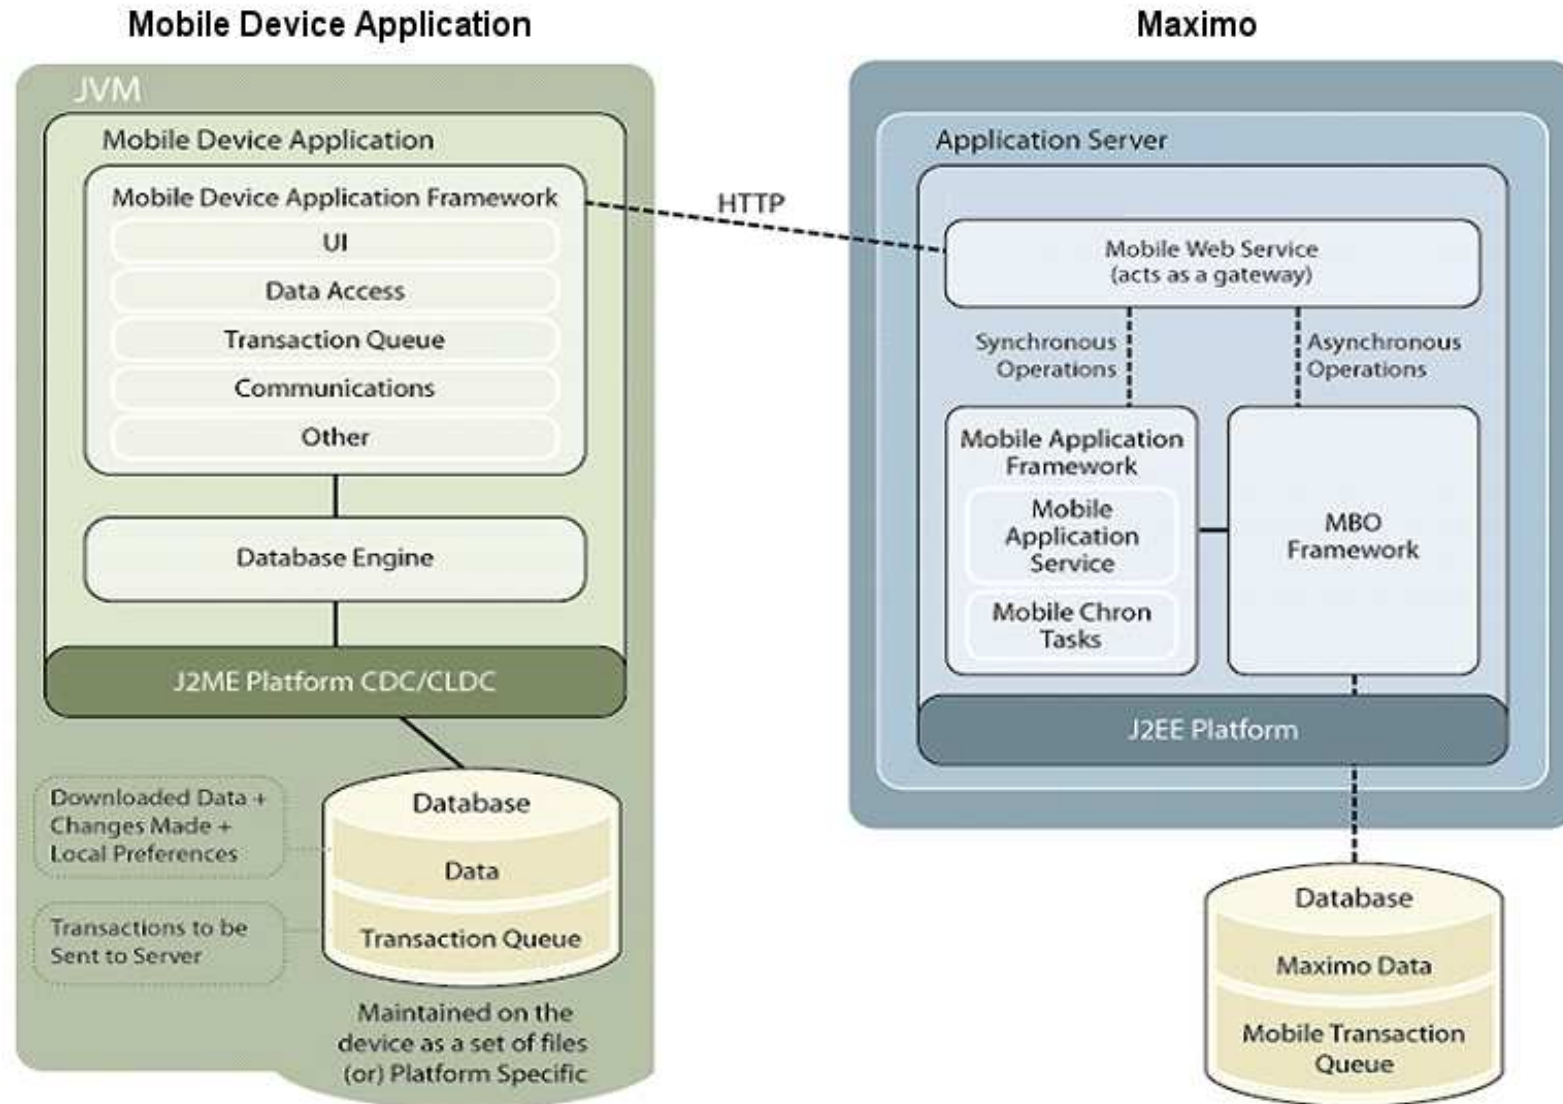 Mobile Device Application
Maximo
JVM
Mobile Device Application
Mobile Device Application Framework
UI
Data Access
Transaction Queue
Communications
Other
Database Engine
J2ME Platform CDC/CLDC
Downloaded Data +
Changes Made +
Local Preferences
Transactions to be
Sent to Server
Database
Data
Transaction Queue
Maintained on the
device as a set of files
(or) Platform Specific
HTTP
Application Server
Mobile Web Service
(acts as a gateway)
Synchronous
Operations
Asynchronous
Operations
Mobile Application
Framework
Mobile
Application
Service
Mobile Chron
Tasks
MBO
Framework
J2EE Platform
Database
Maximo Data
Mobile Transaction
Queue